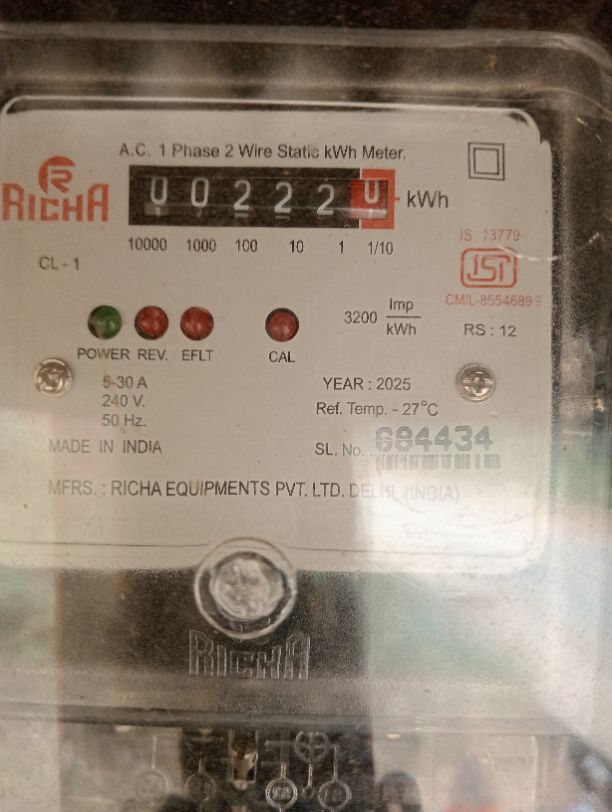 A.C. 1 Phase 2 Wire Static kWh Meter.
RICHA
0 0 2 2 2 0 kWh
10000 1000 100 10 1 1/10
CL - 1
IS: 13779
ISI
CM/L-8554689
3200 Imp/kWh
RS : 12
POWER REV. EFLT CAL
5-30 A
240 V.
50 Hz.
YEAR : 2025
Ref. Temp. - 27°C
MADE IN INDIA
SL. No. 684434
MFRS. : RICHA EQUIPMENTS PVT. LTD. DELHI, (INDIA)
RICHA